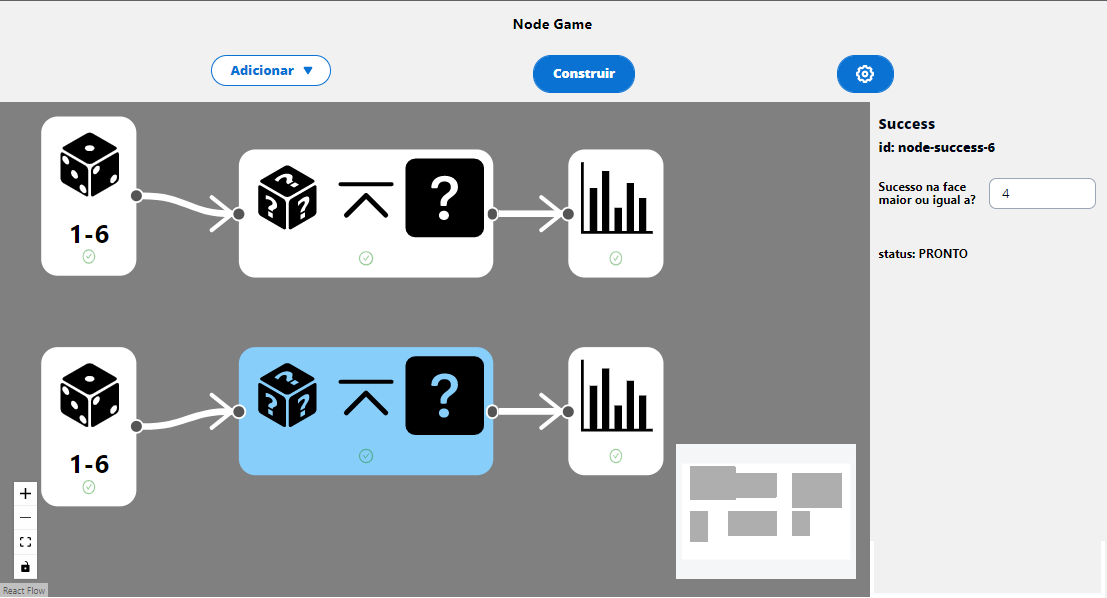 Node Game
Adicionar ▼
Construir
Success
id: node-success-6
Sucesso na face
maior ou igual a?
4
status: PRONTO
1-6
? ? ? ?
1-6
? ? ? ?
React Flow